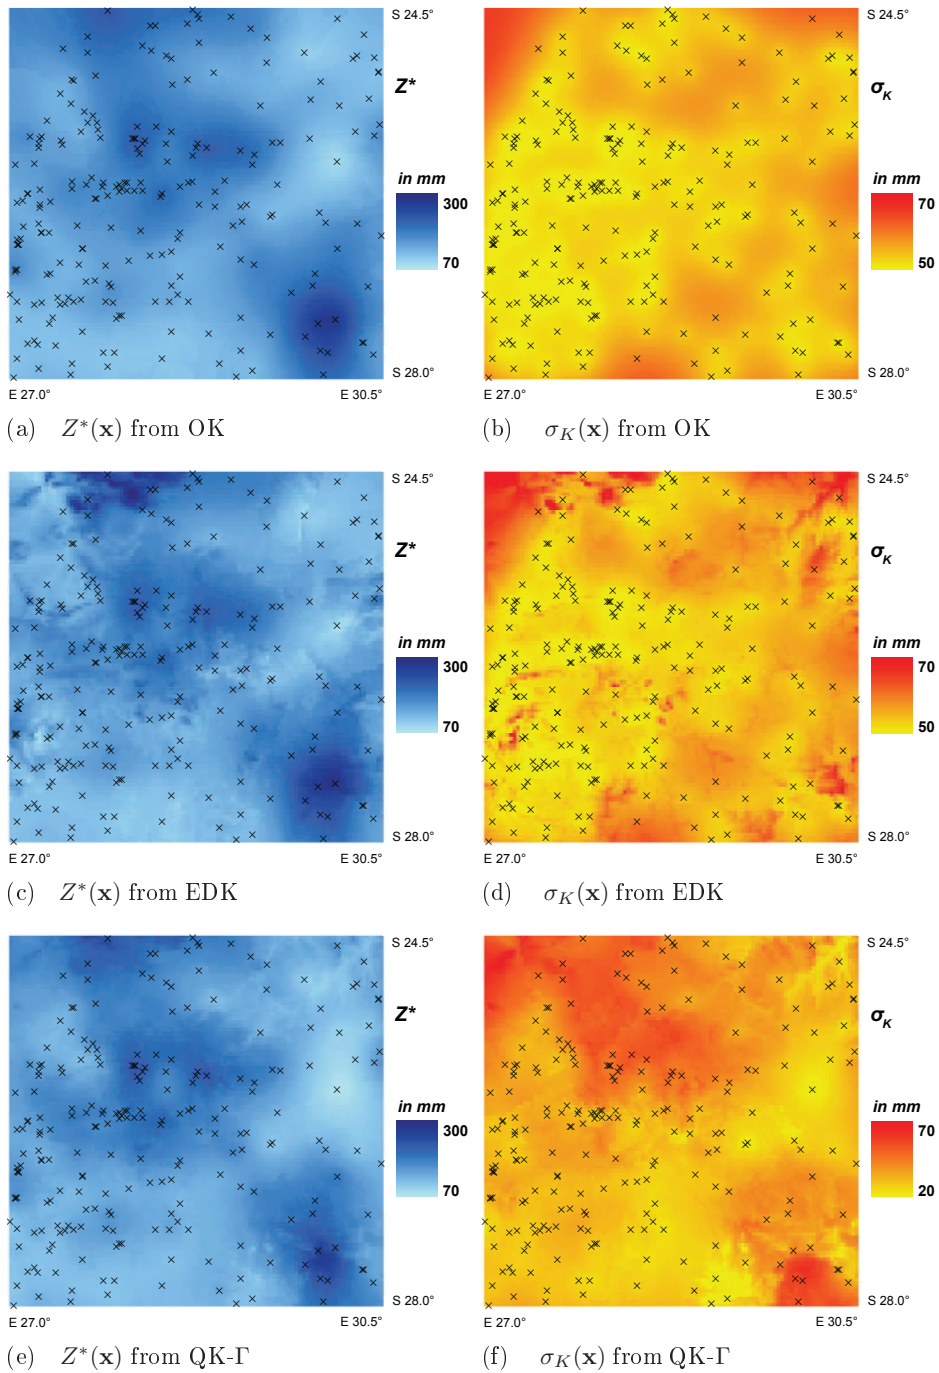 S 24.5°
S 24.5°
Z*
σK
in mm
in mm
300
70
70
50
S 28.0°
S 28.0°
E 27.0°
E 30.5°
E 27.0°
E 30.5°
(a) Z*(x) from OK
(b) σK(x) from OK
S 24.5°
S 24.5°
Z*
σK
in mm
in mm
300
70
70
50
S 28.0°
S 28.0°
E 27.0°
E 30.5°
E 27.0°
E 30.5°
(c) Z*(x) from EDK
(d) σK(x) from EDK
S 24.5°
S 24.5°
Z*
σK
in mm
in mm
300
70
70
20
S 28.0°
S 28.0°
E 27.0°
E 30.5°
E 27.0°
E 30.5°
(e) Z*(x) from QK-Γ
(f) σK(x) from QK-Γ